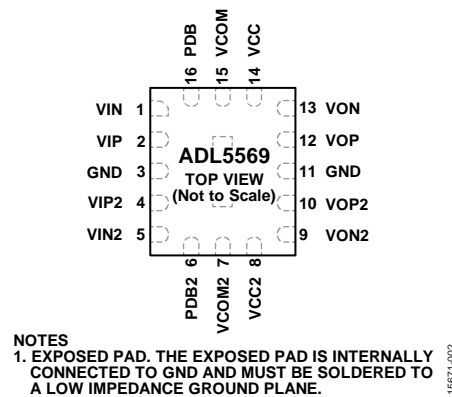 16 PDB
15 VCOM
14 VCC
VIN 1
13 VON
VIP 2
12 VOP
ADL5569
TOP VIEW
(Not to Scale)
GND 3
11 GND
VIP2 4
10 VOP2
VIN2 5
9 VON2
PDB2 6
VCOM2 7
VCC2 8
NOTES
1. EXPOSED PAD. THE EXPOSED PAD IS INTERNALLY
CONNECTED TO GND AND MUST BE SOLDERED TO
A LOW IMPEDANCE GROUND PLANE.
15671-002